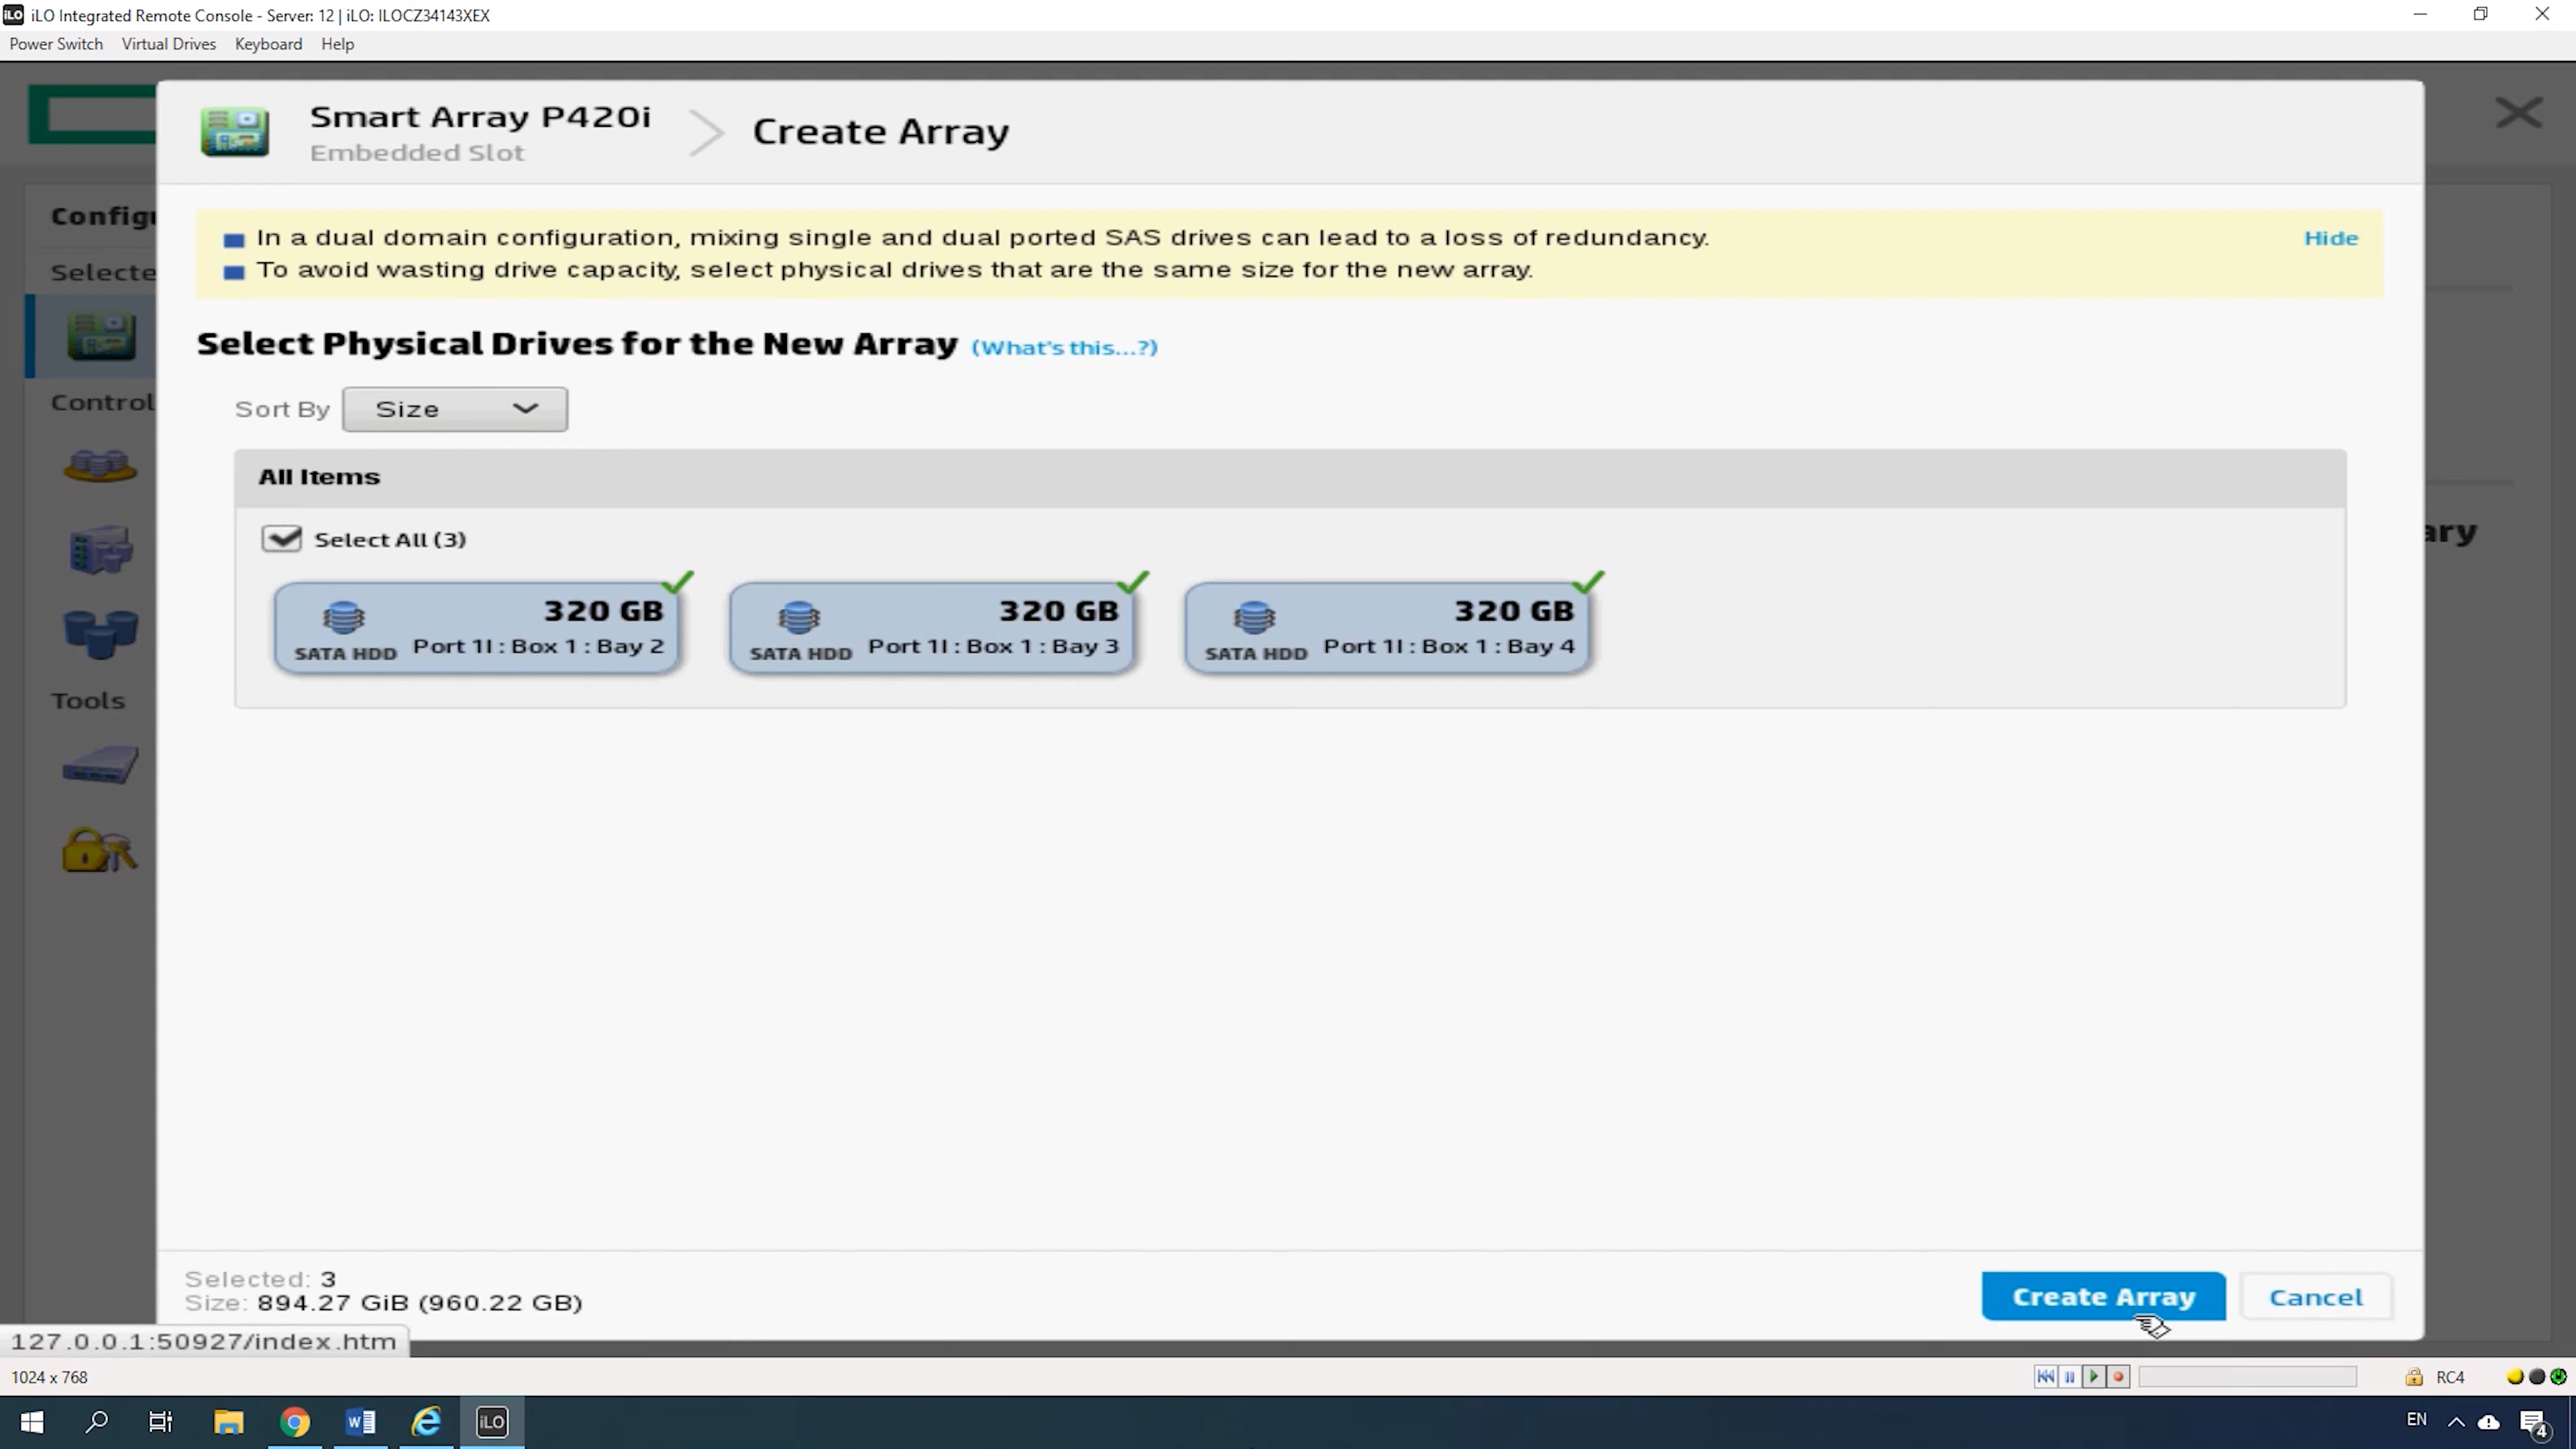 iLO Integrated Remote Console - Server: 12 | iLO: ILOCZ34143XEX
Power Switch Virtual Drives Keyboard Help
Smart Array P420i
Embedded Slot
Create Array
Configu
In a dual domain configuration, mixing single and dual ported SAS drives can lead to a loss of redundancy.
Hide
To avoid wasting drive capacity, select physical drives that are the same size for the new array.
Selecte
Select Physical Drives for the New Array (What's this...?)
Control
Sort By Size
All Items
ary
Select All (3)
320 GB
SATA HDD Port 1I : Box 1 : Bay 2
320 GB
SATA HDD Port 1I : Box 1 : Bay 3
320 GB
SATA HDD Port 1I : Box 1 : Bay 4
Tools
Selected: 3
Size: 894.27 GiB (960.22 GB)
Create Array
Cancel
127.0.0.1:50927/index.htm
1024 x 768
RC4
iLO
EN
4